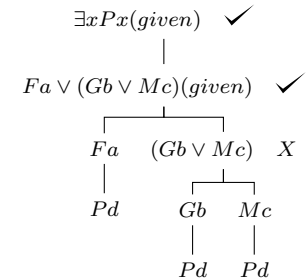 ∃xPx(given) ✓
Fa ∨ (Gb ∨ Mc)(given) ✓
Fa (Gb ∨ Mc) X
Pd Gb Mc
Pd Pd